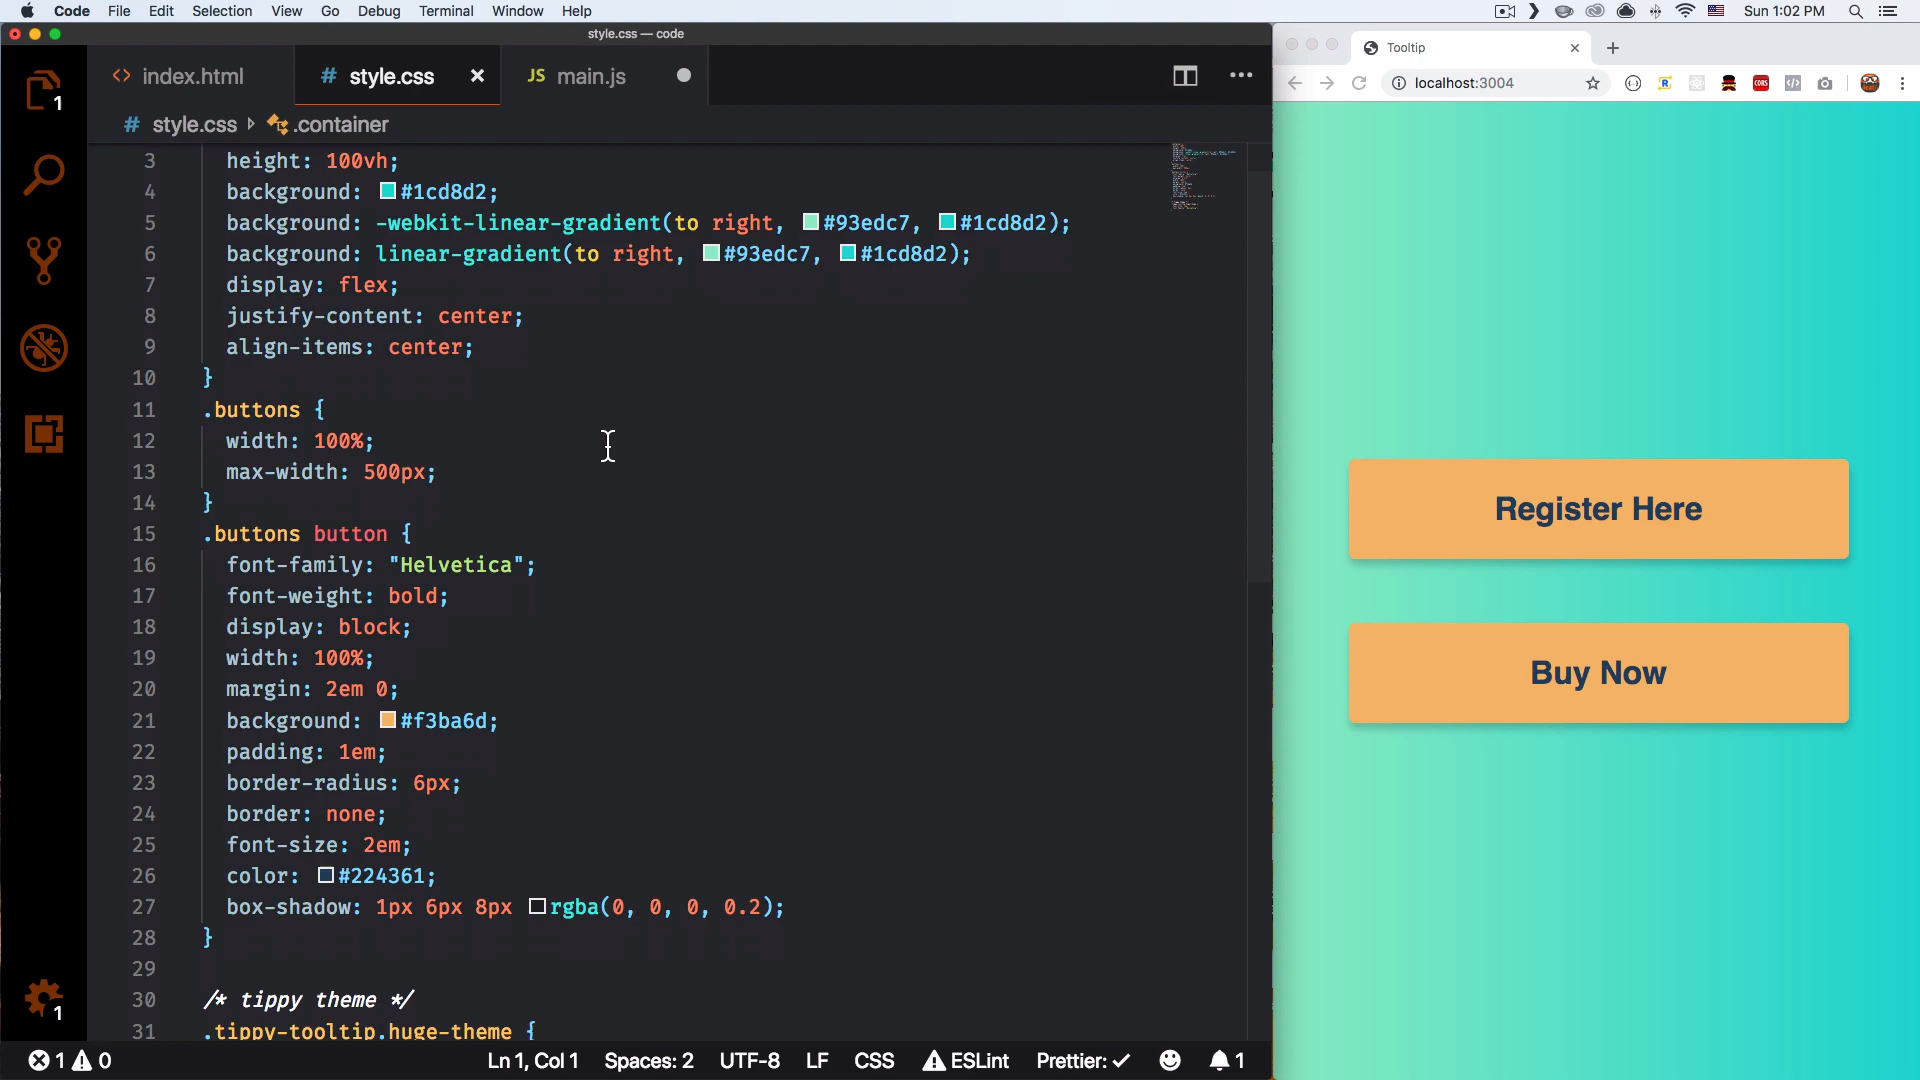 Code File Edit Selection View Go Debug Terminal Window Help
Sun 1:02 PM
style.css — code
<> index.html
# style.css ×
JS main.js
# style.css .container
3 height: 100vh;
4 background: #1cd8d2;
5 background: -webkit-linear-gradient(to right, #93edc7, #1cd8d2);
6 background: linear-gradient(to right, #93edc7, #1cd8d2);
7 display: flex;
8 justify-content: center;
9 align-items: center;
10 }
11 .buttons {
12 width: 100%;
13 max-width: 500px;
14 }
15 .buttons button {
16 font-family: "Helvetica";
17 font-weight: bold;
18 display: block;
19 width: 100%;
20 margin: 2em 0;
21 background: #f3ba6d;
22 padding: 1em;
23 border-radius: 6px;
24 border: none;
25 font-size: 2em;
26 color: #224361;
27 box-shadow: 1px 6px 8px rgba(0, 0, 0, 0.2);
28 }
29
30 /* tippy theme */
31 .tippy-tooltip.huge-theme {
1
1
1 0 Ln 1, Col 1 Spaces: 2 UTF-8 LF CSS ESLint Prettier: ✓ 1
Tooltip
localhost:3004
CORS
Register Here
Buy Now